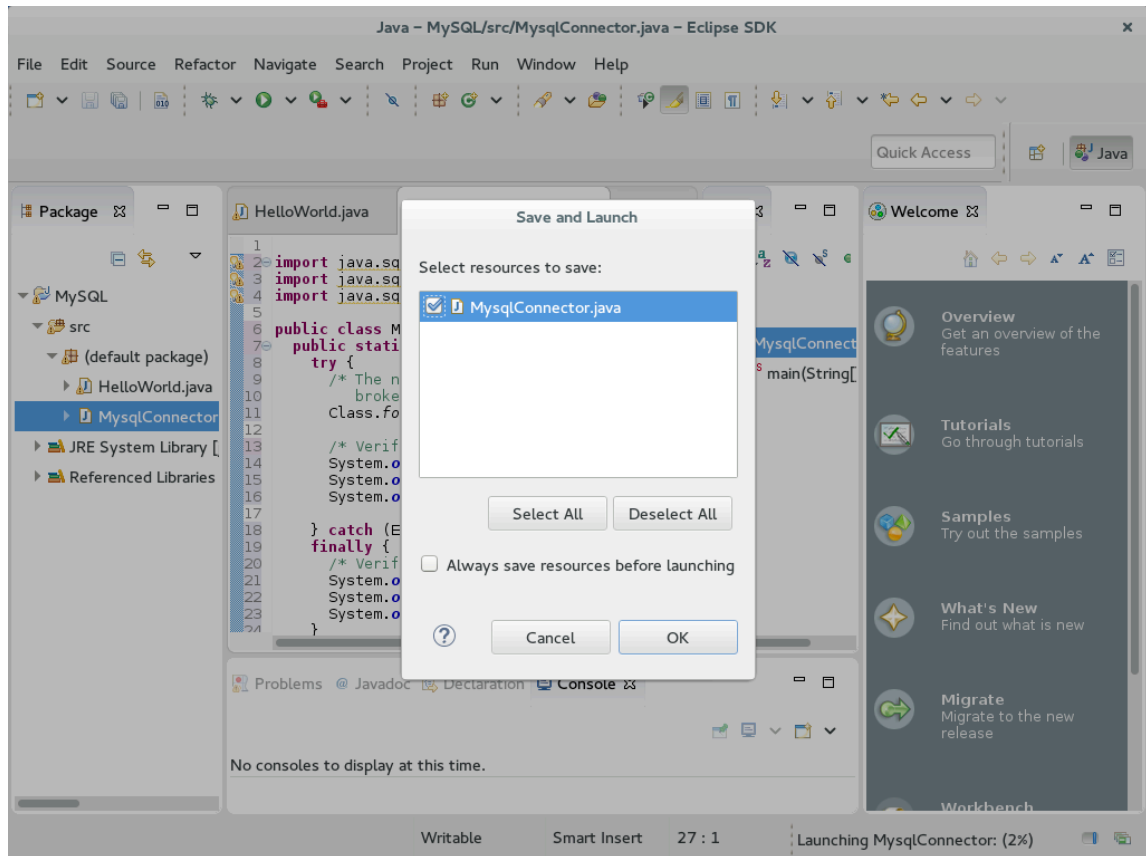 Java – MySQL/src/MysqlConnector.java – Eclipse SDK
File Edit Source Refactor Navigate Search Project Run Window Help
Quick Access
Java
Package
MySQL
src
(default package)
HelloWorld.java
MysqlConnector
JRE System Library [
Referenced Libraries
HelloWorld.java
1
2 import java.sq
3 import java.sq
4 import java.sq
5
6 public class M
7 public stati
8 try {
9 /* The n
10 broke
11 Class.fo
12
13 /* Verif
14 System.o
15 System.o
16 System.o
17
18 } catch (E
19 finally {
20 /* Verif
21 System.o
22 System.o
23 System.o
24 }
Save and Launch
Select resources to save:
MysqlConnector.java
Select All
Deselect All
Always save resources before launching
Cancel
OK
MysqlConnect
main(String[
Welcome
Overview
Get an overview of the
features
Tutorials
Go through tutorials
Samples
Try out the samples
What's New
Find out what is new
Migrate
Migrate to the new
release
Workbench
Problems @ Javadoc Declaration Console
No consoles to display at this time.
Writable Smart Insert 27 : 1 Launching MysqlConnector: (2%)